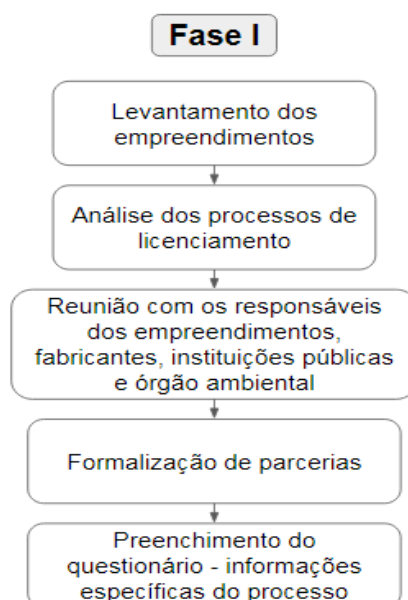 Fase I
Levantamento dos
empreendimentos
Análise dos processos de
licenciamento
Reunião com os responsáveis
dos empreendimentos,
fabricantes, instituições públicas
e órgão ambiental
Formalização de parcerias
Preenchimento do
questionário - informações
específicas do processo